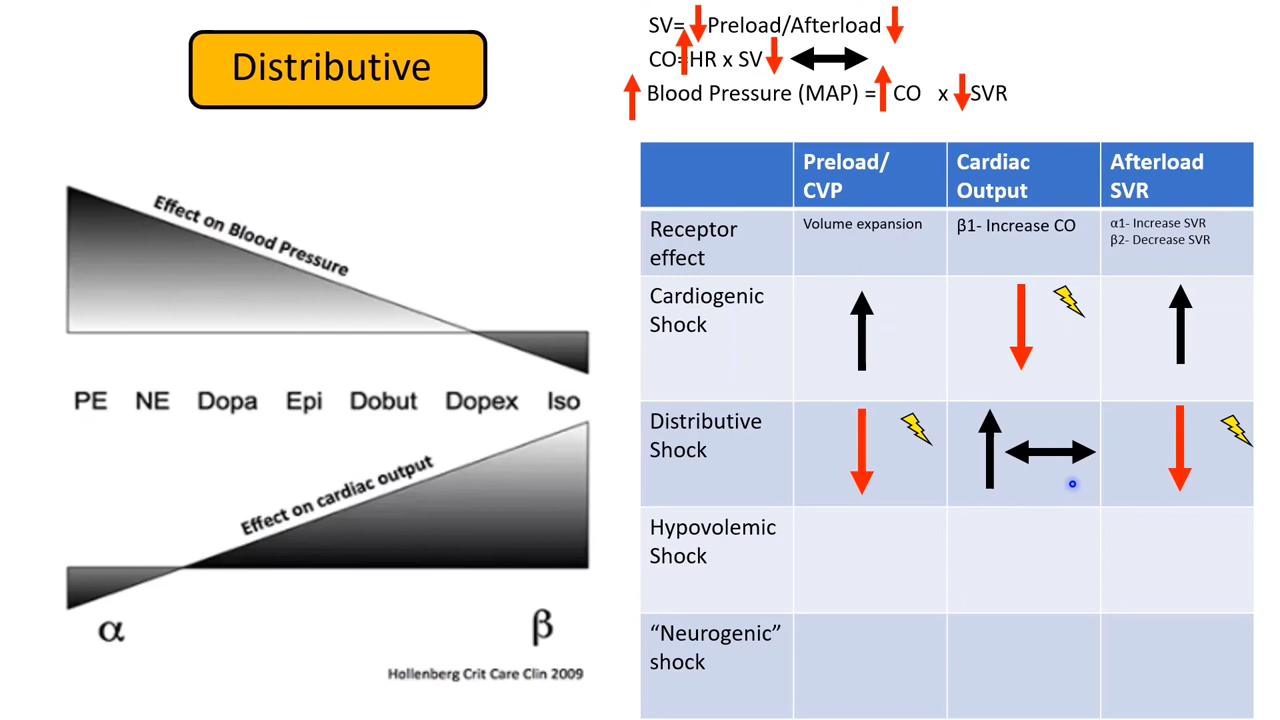 Distributive
SV= Preload/Afterload
CO=HR x SV
Blood Pressure (MAP) = CO x SVR
Effect on Blood Pressure
PE NE Dopa Epi Dobut Dopex Iso
Effect on cardiac output
α β
Hollenberg Crit Care Clin 2009
Preload/
CVP
Cardiac
Output
Afterload
SVR
Receptor
effect
Volume expansion
β1- Increase CO
α1- Increase SVR
β2- Decrease SVR
Cardiogenic
Shock
Distributive
Shock
Hypovolemic
Shock
“Neurogenic”
shock